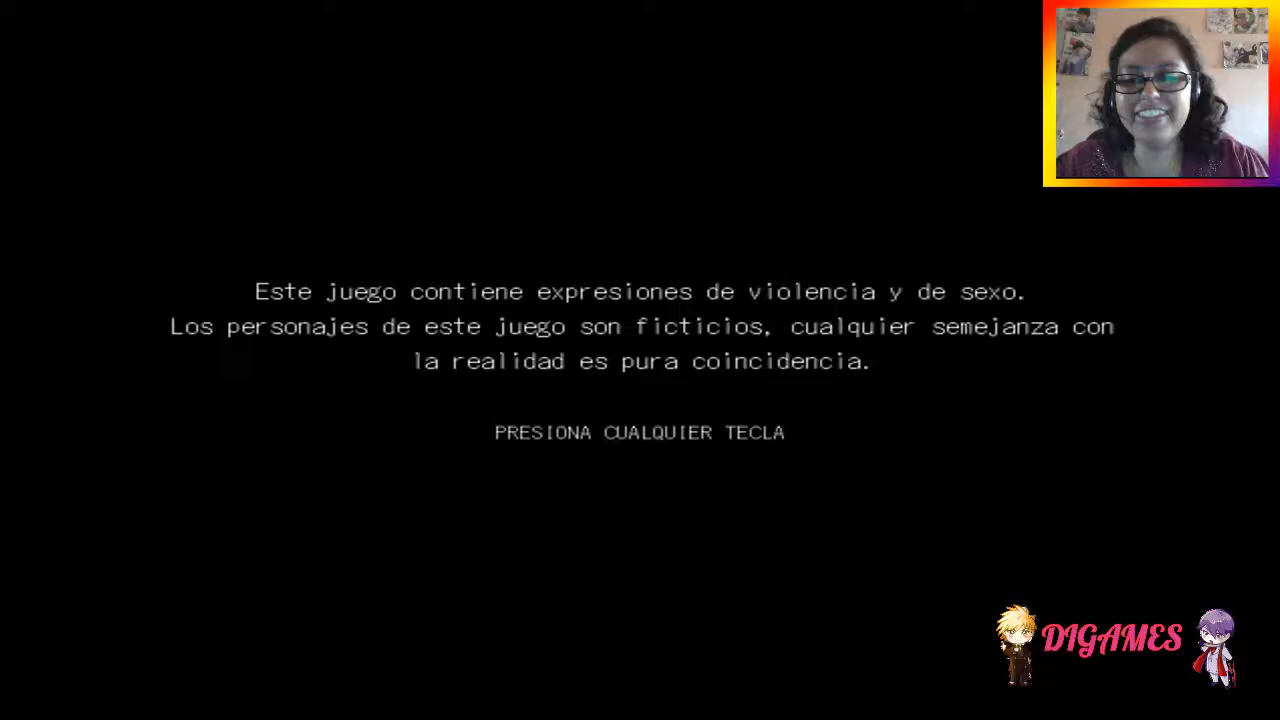 Este juego contiene expresiones de violencia y de sexo.
Los personajes de este juego son ficticios, cualquier semejanza con
la realidad es pura coincidencia.
PRESIONA CUALQUIER TECLA
DIGAMES